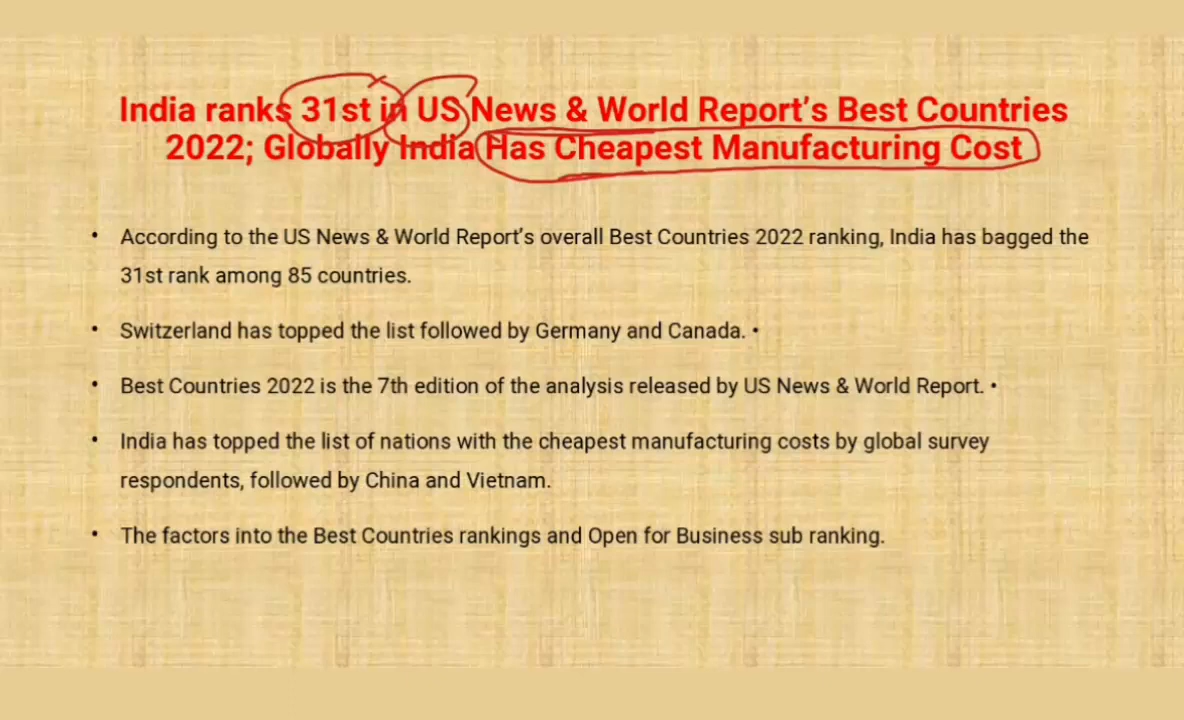 India ranks 31st in US News & World Report’s Best Countries
2022; Globally India Has Cheapest Manufacturing Cost
• According to the US News & World Report’s overall Best Countries 2022 ranking, India has bagged the
31st rank among 85 countries.
• Switzerland has topped the list followed by Germany and Canada. •
• Best Countries 2022 is the 7th edition of the analysis released by US News & World Report. •
• India has topped the list of nations with the cheapest manufacturing costs by global survey
respondents, followed by China and Vietnam.
• The factors into the Best Countries rankings and Open for Business sub ranking.